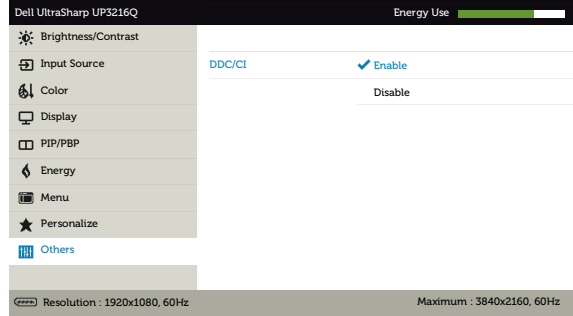 Dell UltraSharp UP3216Q Energy Use
Brightness/Contrast
Input Source DDC/CI Enable
Color Disable
Display
PIP/PBP
Energy
Menu
Personalize
Others
Resolution : 1920x1080, 60Hz Maximum : 3840x2160, 60Hz